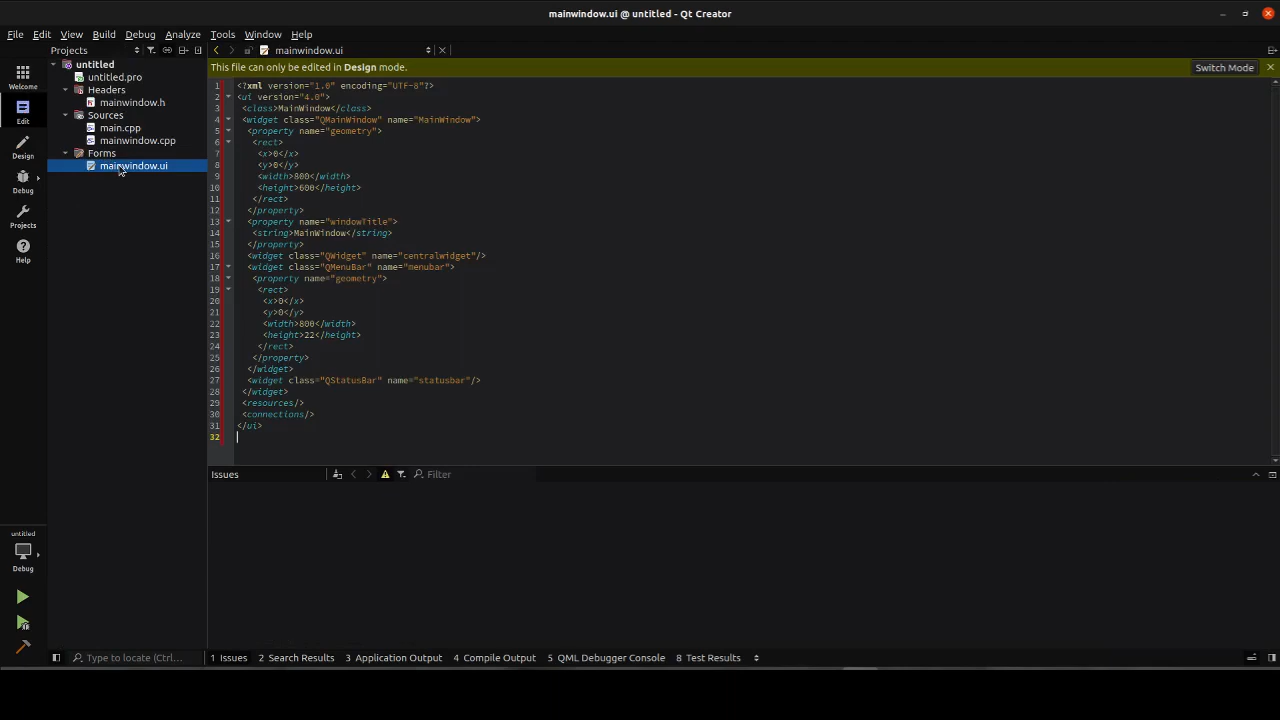 mainwindow.ui @ untitled - Qt Creator
File Edit View Build Debug Analyze Tools Window Help
Projects
mainwindow.ui
Welcome
Edit
Design
Debug
Projects
Help
untitled
untitled.pro
Headers
mainwindow.h
Sources
main.cpp
mainwindow.cpp
Forms
mainwindow.ui
This file can only be edited in Design mode.
Switch Mode
1 <?xml version="1.0" encoding="UTF-8"?>
2 <ui version="4.0">
3 <class>MainWindow</class>
4 <widget class="QMainWindow" name="MainWindow">
5 <property name="geometry">
6 <rect>
7 <x>0</x>
8 <y>0</y>
9 <width>800</width>
10 <height>600</height>
11 </rect>
12 </property>
13 <property name="windowTitle">
14 <string>MainWindow</string>
15 </property>
16 <widget class="QWidget" name="centralwidget"/>
17 <widget class="QMenuBar" name="menubar">
18 <property name="geometry">
19 <rect>
20 <x>0</x>
21 <y>0</y>
22 <width>800</width>
23 <height>22</height>
24 </rect>
25 </property>
26 </widget>
27 <widget class="QStatusBar" name="statusbar"/>
28 </widget>
29 <resources/>
30 <connections/>
31 </ui>
32
Issues
Filter
untitled
Debug
Type to locate (Ctrl...
1 Issues 2 Search Results 3 Application Output 4 Compile Output 5 QML Debugger Console 8 Test Results